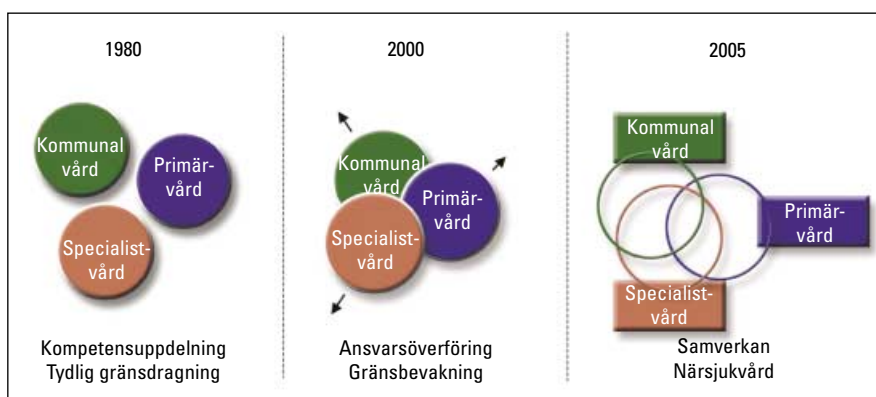 1980
Kommunal
vård
Primär-
vård
Specialist-
vård
Kompetensuppdelning
Tydlig gränsdragning
2000
Kommunal
vård
Primär-
vård
Specialist-
vård
Ansvarsöverföring
Gränsbevakning
2005
Kommunal
vård
Primär-
vård
Specialist-
vård
Samverkan
Närsjukvård